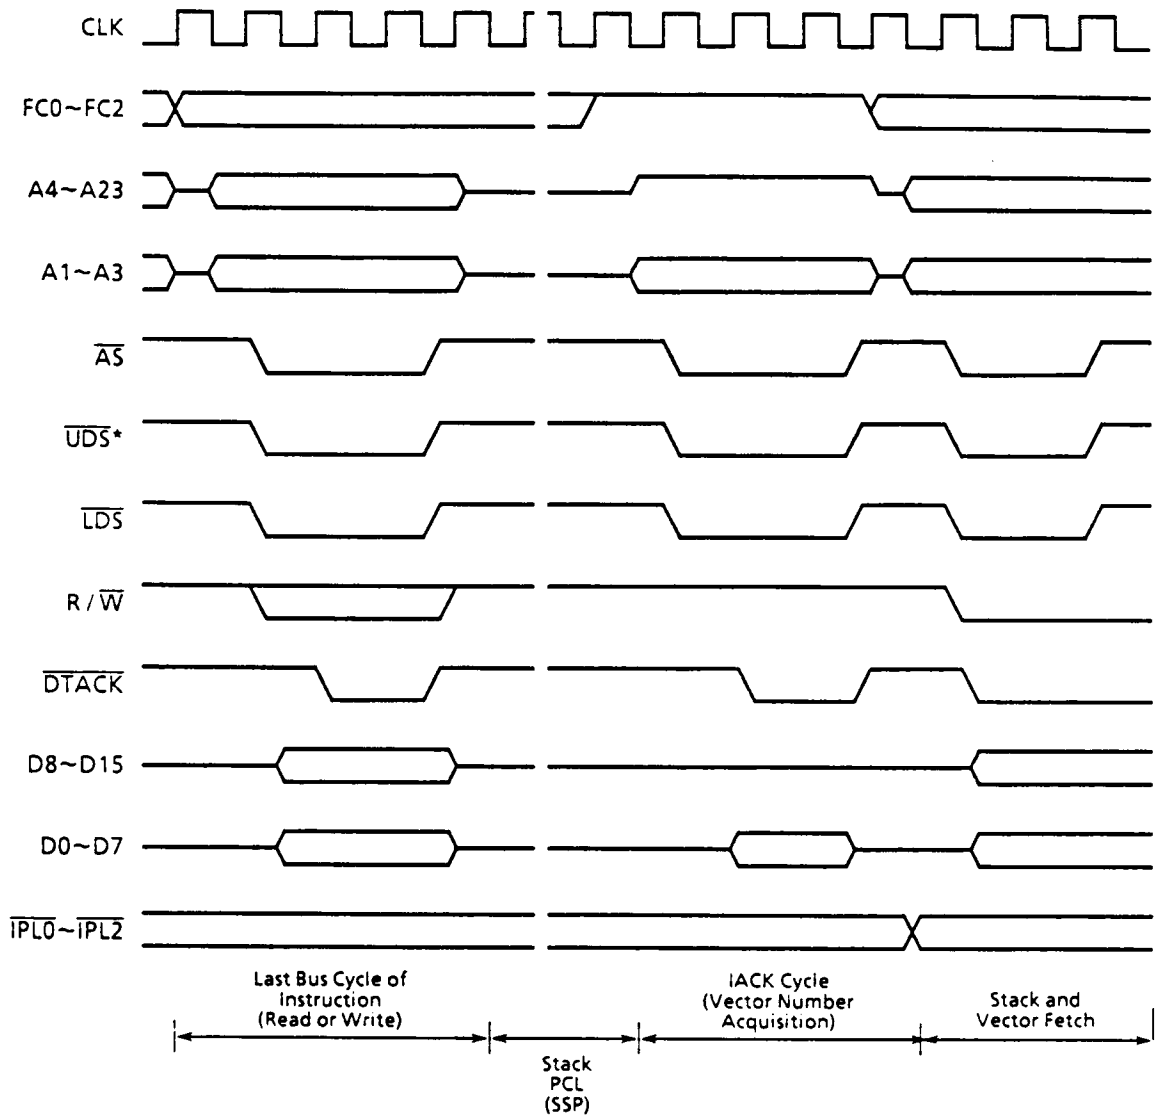 CLK
FC0~FC2
A4~A23
A1~A3
AS
UDS*
LDS
R/W
DTACK
D8~D15
D0~D7
IPL0~IPL2
Last Bus Cycle of
Instruction
(Read or Write)
Stack
PCL
(SSP)
IACK Cycle
(Vector Number
Acquisition)
Stack and
Vector Fetch